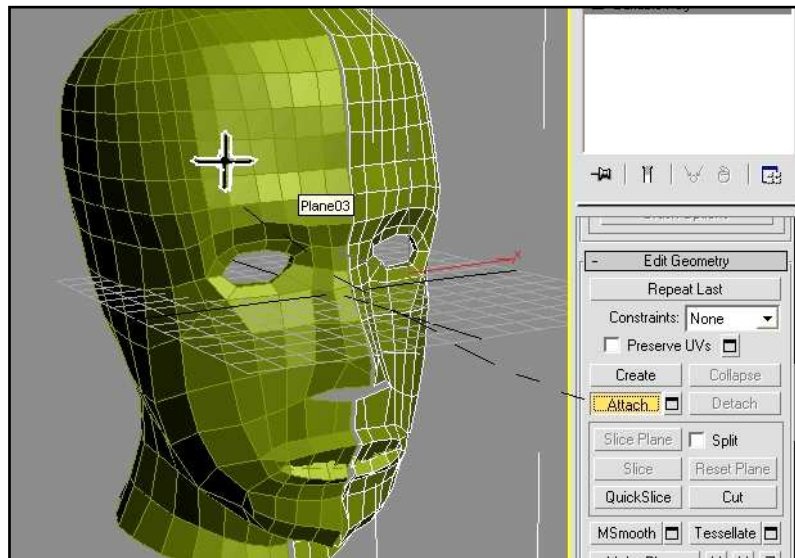 Plane03
x
- Edit Geometry
Repeat Last
Constraints: None
Preserve UVs
Create Collapse
Attach Detach
Slice Plane Split
Slice Reset Plane
QuickSlice Cut
MSmooth Tessellate